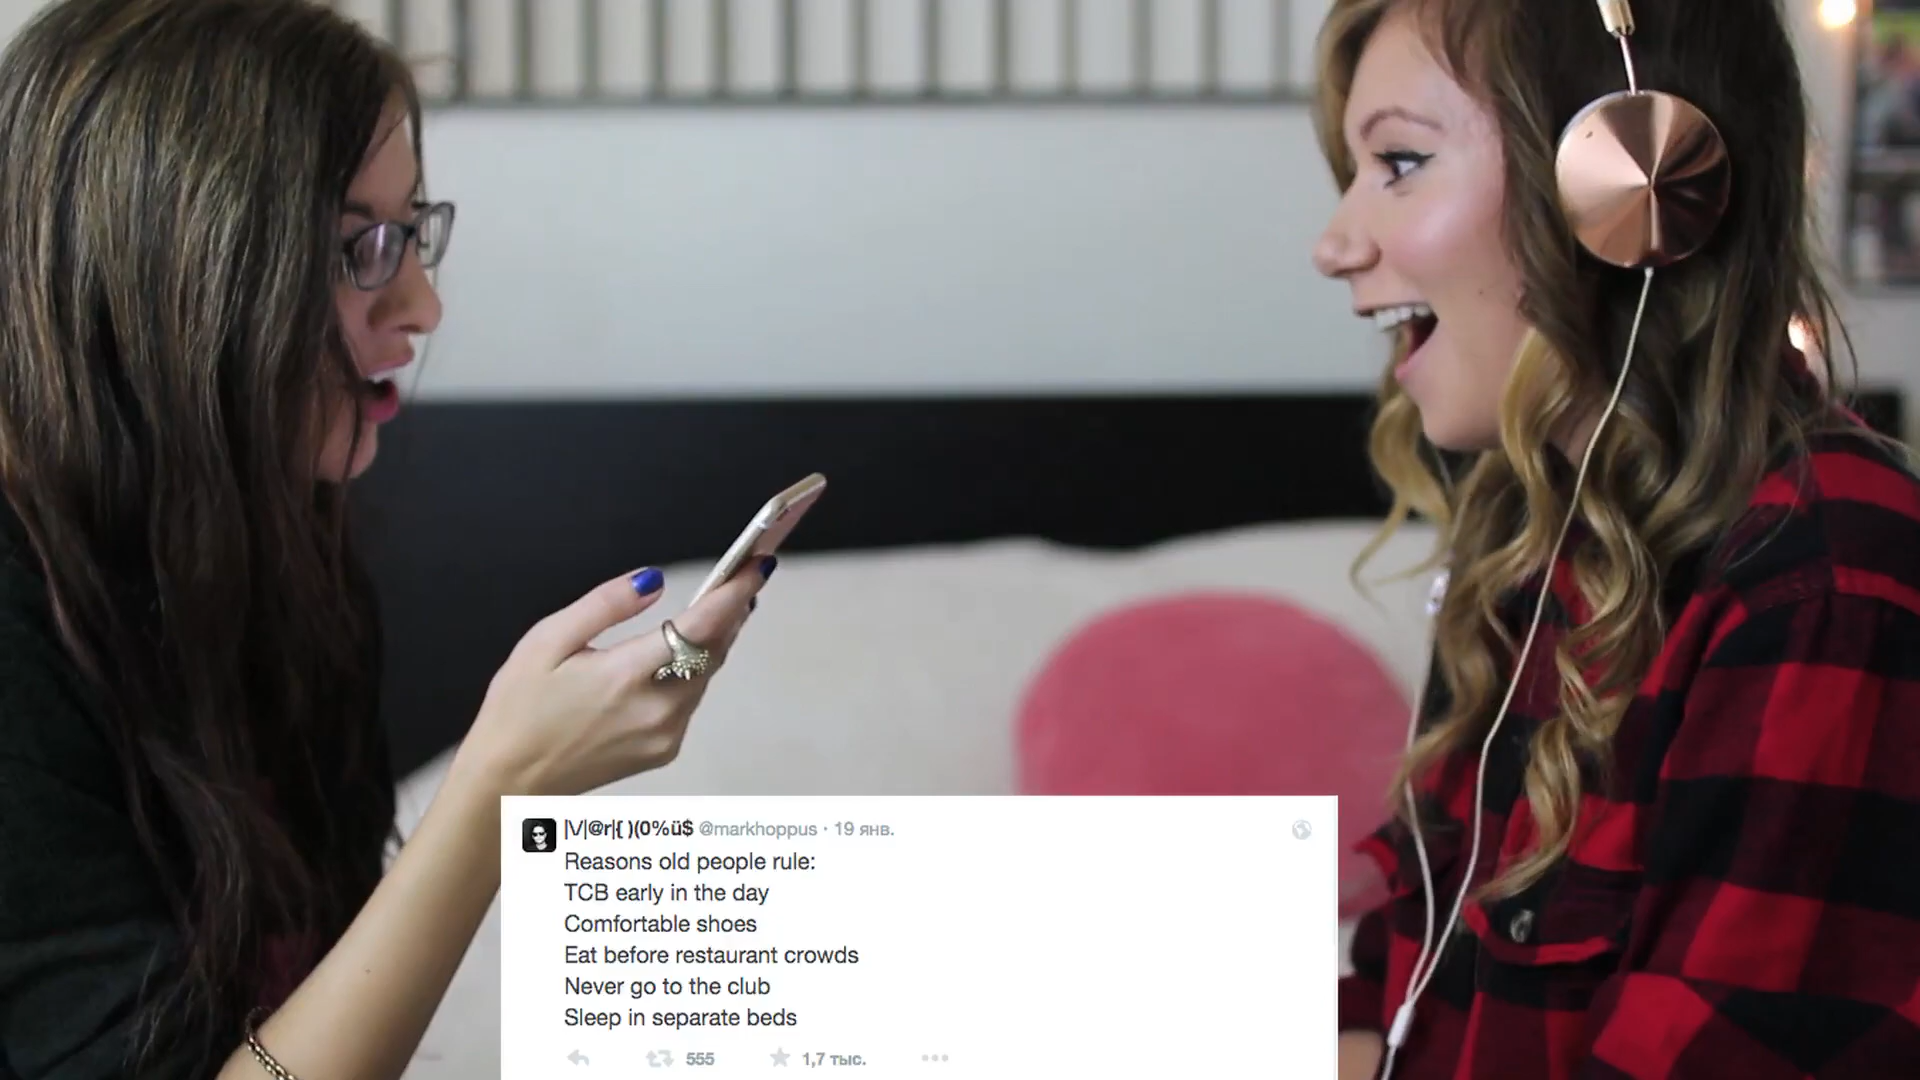 |\/|@r|{ )(0%ü$ @markhoppus · 19 янв.
Reasons old people rule:
TCB early in the day
Comfortable shoes
Eat before restaurant crowds
Never go to the club
Sleep in separate beds
555 1,7 тыс.